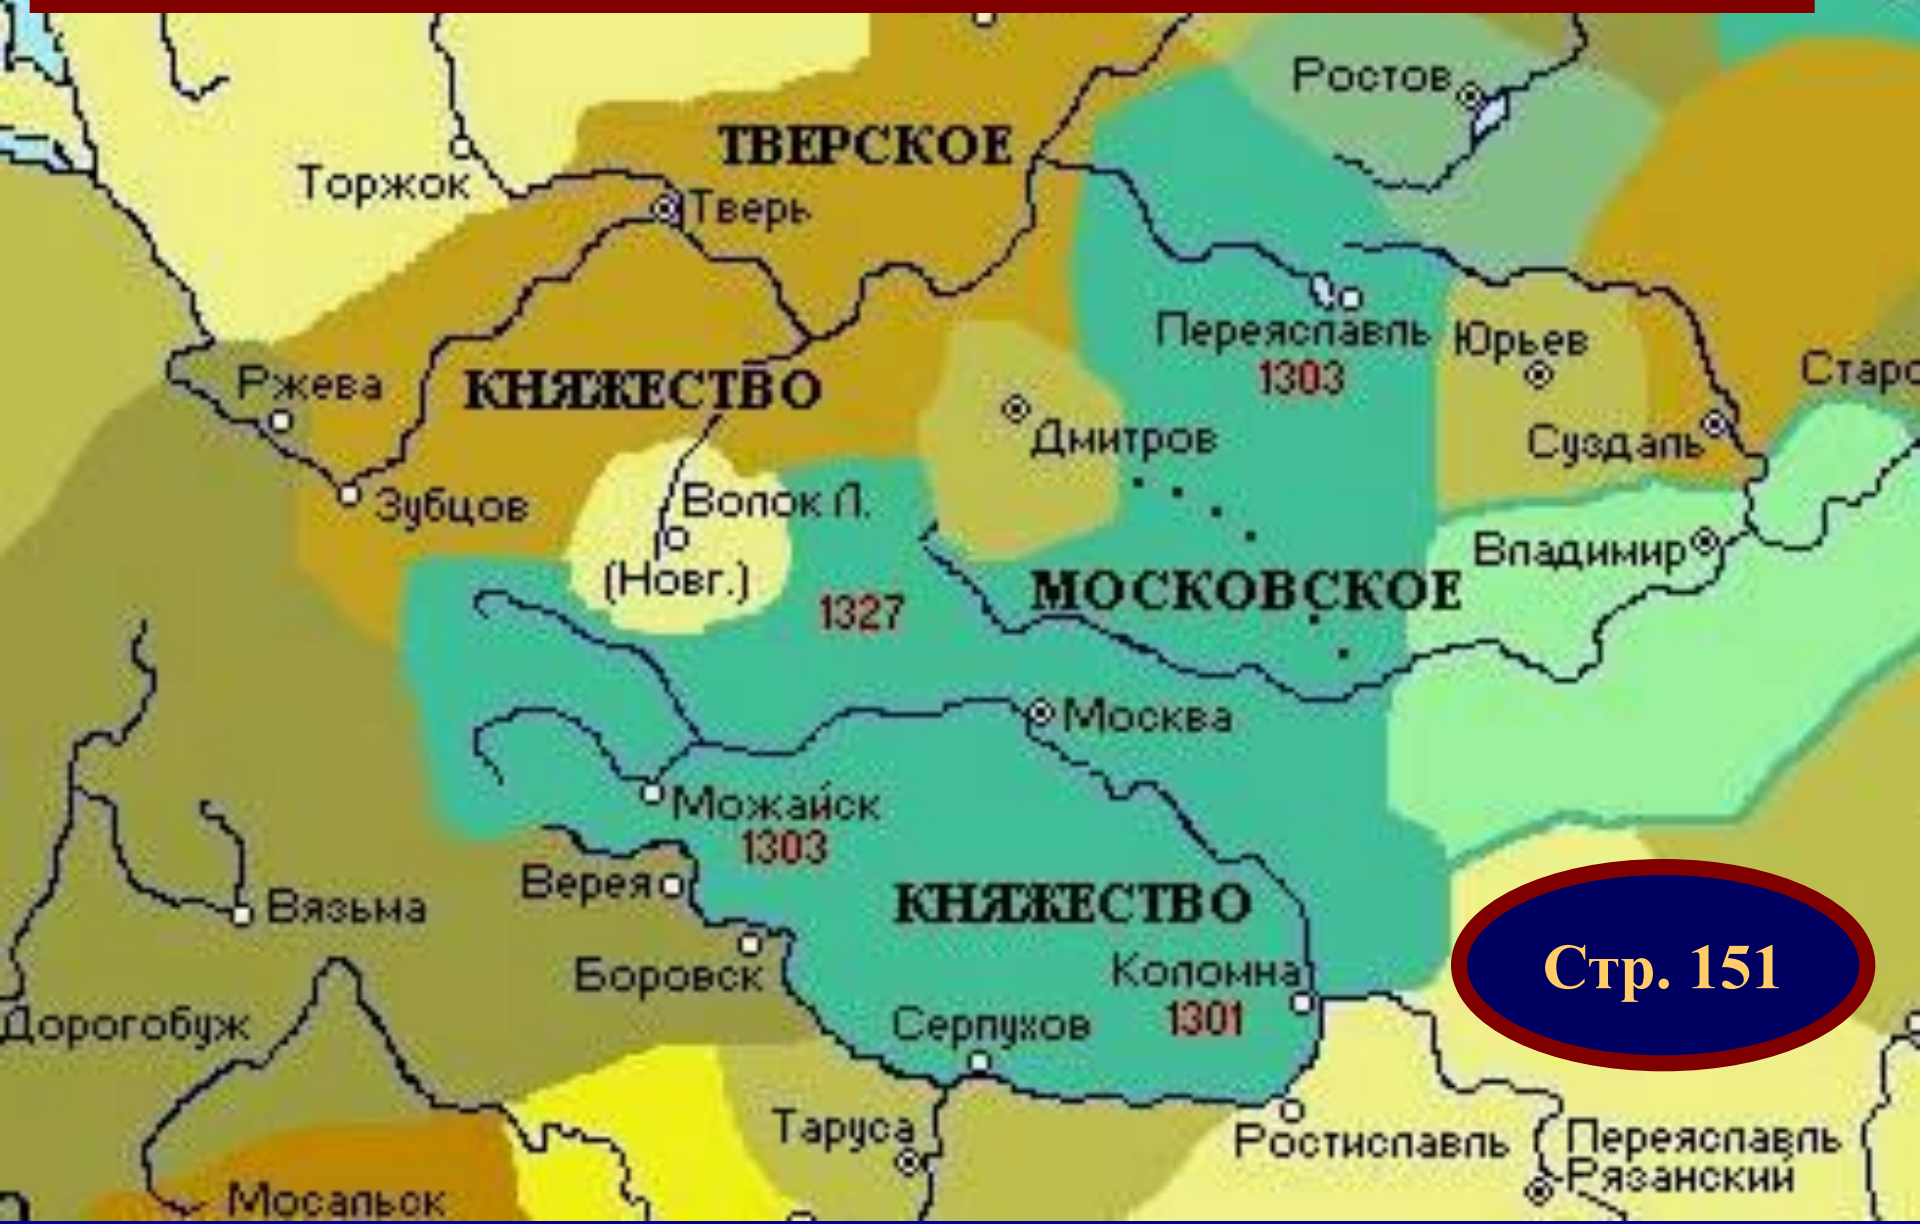 Ростов
ТВЕРСКОЕ
Торжок
Тверь
Переяславль
1303
Юрьев
Ржева
КНЯЖЕСТВО
Дмитров
Суздаль
Зубцов
Волок Л.
(Новг.)
Владимир
1327
МОСКОВСКОЕ
Москва
Можайск
1303
Верея
Вязьма
КНЯЖЕСТВО
Боровск
Коломна
1301
Стр. 151
Дорогобуж
Серпухов
Таруса
Ростиславль
Переяславль
Рязанский
Мосальск